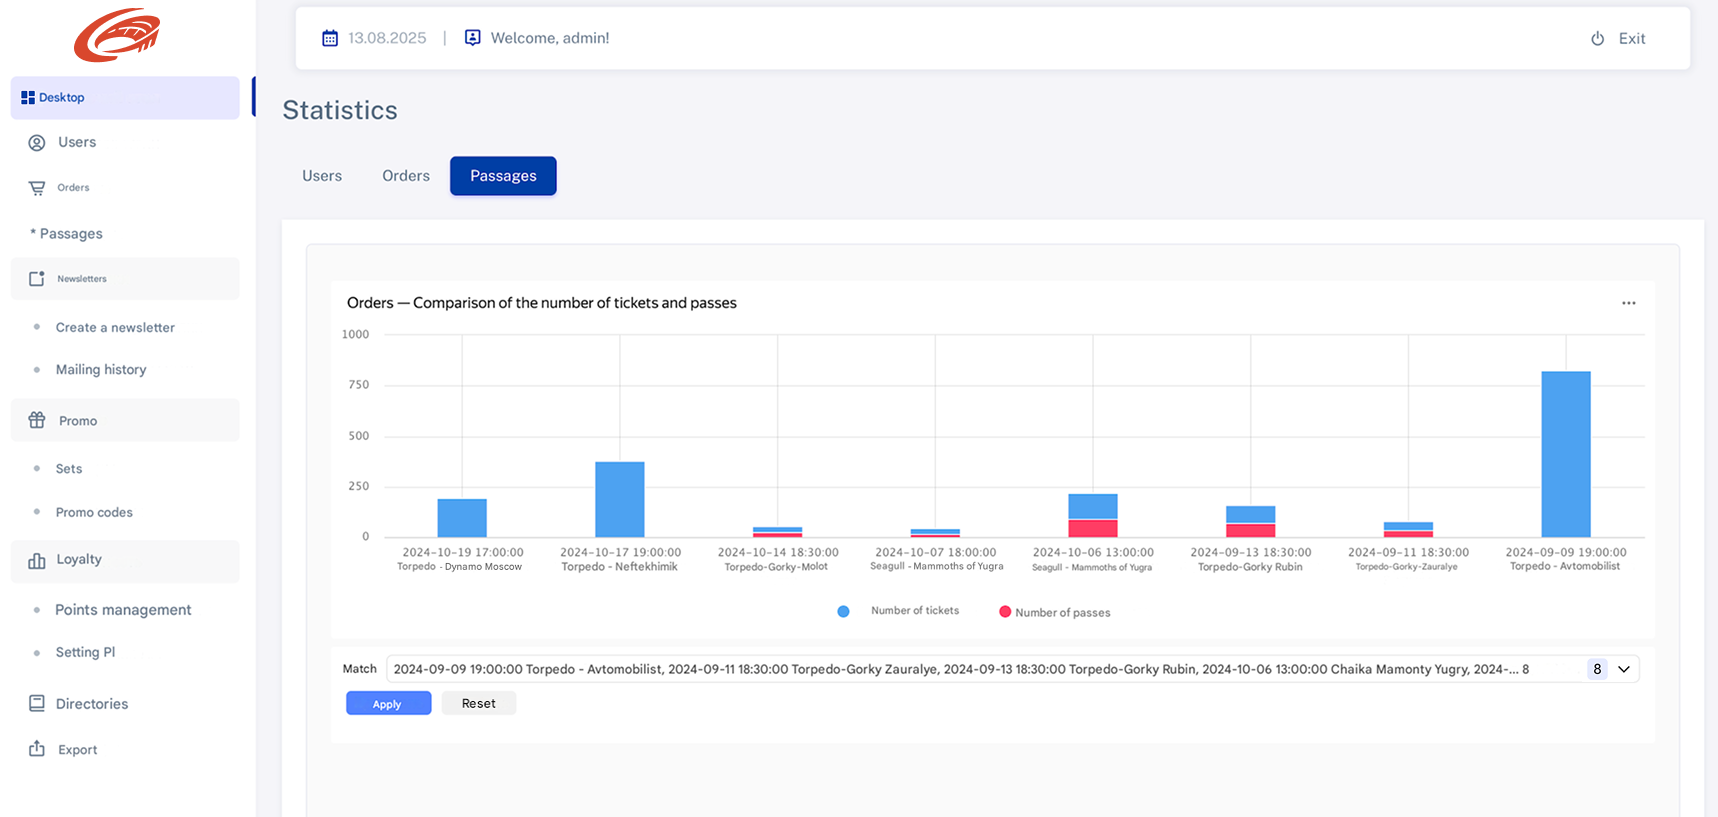 13.08.2025 | Welcome, admin!
Exit
Desktop
Users
Orders
* Passages
Newsletters
Create a newsletter
Mailing history
Promo
Sets
Promo codes
Loyalty
Points management
Setting Pl
Directories
Export
Statistics
Users Orders Passages
Orders — Comparison of the number of tickets and passes
1000
750
500
250
0
2024-10-19 17:00:00 2024-10-17 19:00:00 2024-10-14 18:30:00 2024-10-07 18:00:00 2024-10-06 13:00:00 2024-09-13 18:30:00 2024-09-11 18:30:00 2024-09-09 19:00:00
Torpedo - Dynamo Moscow Torpedo - Neftekhimik Torpedo-Gorky-Molot Seagull - Mammoths of Yugra Seagull - Mammoths of Yugra Torpedo-Gorky Rubin Torpedo-Gorky-Zauralye Torpedo - Avtomobilist
Number of tickets Number of passes
Match 2024-09-09 19:00:00 Torpedo - Avtomobilist, 2024-09-11 18:30:00 Torpedo-Gorky Zauralye, 2024-09-13 18:30:00 Torpedo-Gorky Rubin, 2024-10-06 13:00:00 Chaika Mamonty Yugry, 2024-... 8 8
Apply Reset